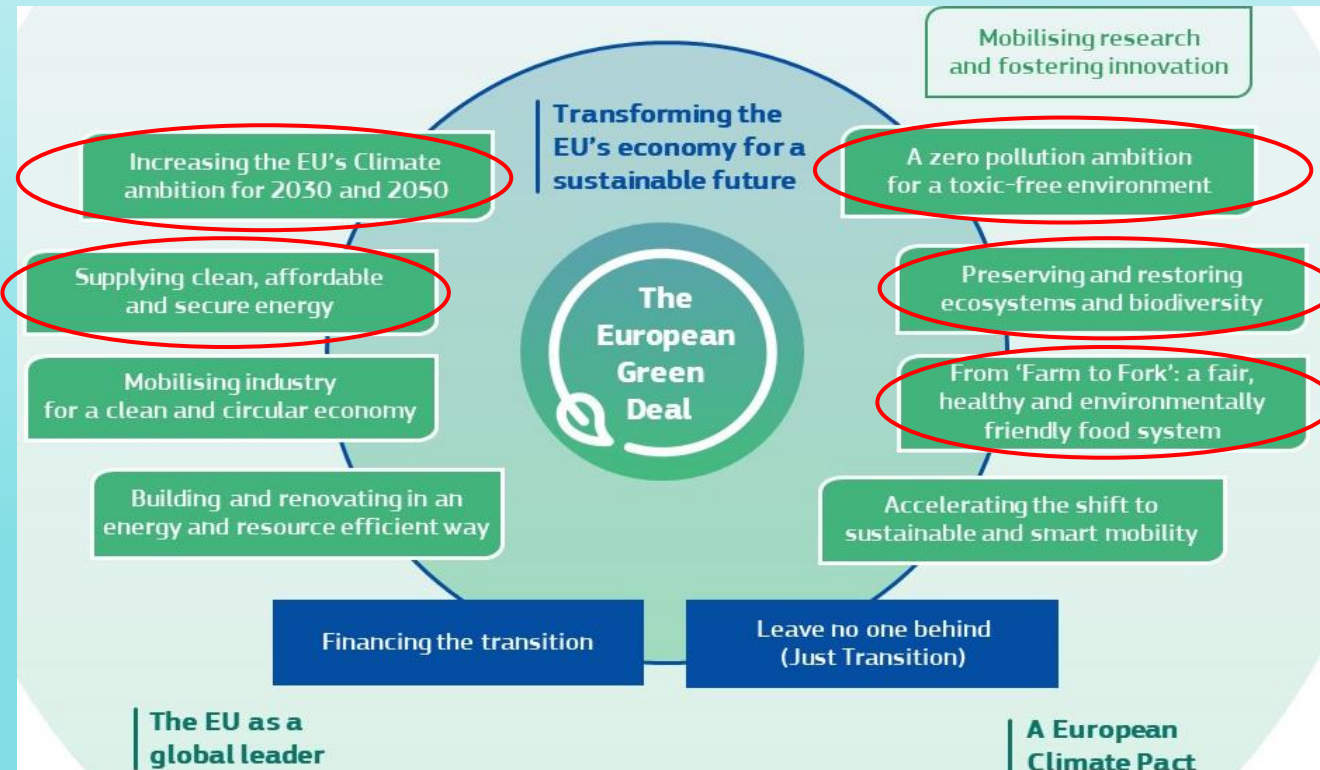 Mobilising research
and fostering innovation
Transforming the
EU's economy for a
sustainable future
Increasing the EU's Climate
ambition for 2030 and 2050
A zero pollution ambition
for a toxic-free environment
Supplying clean, affordable
and secure energy
Preserving and restoring
ecosystems and biodiversity
The
European
Green
Deal
Mobilising industry
for a clean and circular economy
From ‘Farm to Fork’: a fair,
healthy and environmentally
friendly food system
Building and renovating in an
energy and resource efficient way
Accelerating the shift to
sustainable and smart mobility
Financing the transition
Leave no one behind
(Just Transition)
The EU as a
global leader
A European
Climate Pact